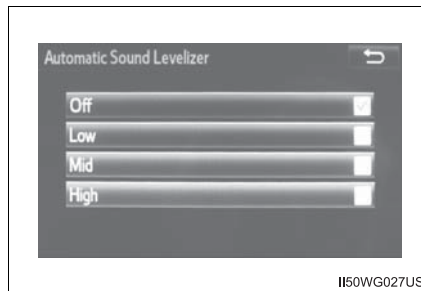 Automatic Sound Levelizer
Off
Low
Mid
High
II50WG027US